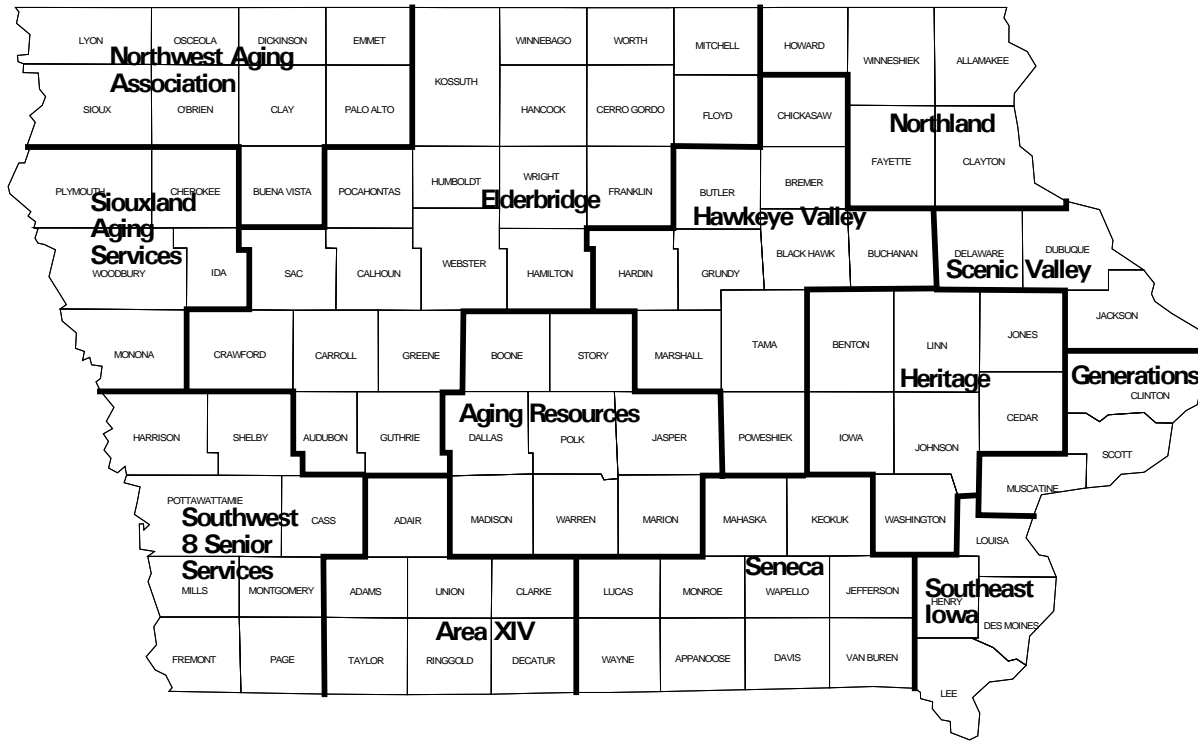 LYON OSCEOLA DICKINSON EMMET WINNEBAGO WORTH MITCHELL HOWARD
WINNESHIEK ALLAMAKEE
Northwest Aging
Association
KOSSUTH
SIOUX O'BRIEN CLAY PALO ALTO HANCOCK CERRO GORDO FLOYD CHICKASAW
Northland
FAYETTE CLAYTON
PLYMOUTH CHEROKEE BUENA VISTA POCAHONTAS HUMBOLDT WRIGHT FRANKLIN BUTLER BREMER
Elderbridge
Hawkeye Valley
Siouxland
Aging
Services
WOODBURY IDA SAC CALHOUN WEBSTER HAMILTON HARDIN GRUNDY BLACK HAWK BUCHANAN DELAWARE DUBUQUE
Scenic Valley
JACKSON
MONONA CRAWFORD CARROLL GREENE BOONE STORY MARSHALL TAMA BENTON LINN JONES
Heritage
Generations
CLINTON
Aging Resources
HARRISON SHELBY AUDUBON GUTHRIE DALLAS POLK JASPER POWESHIEK IOWA JOHNSON CEDAR
SCOTT
MUSCATINE
POTTAWATTAMIE CASS ADAIR MADISON WARREN MARION MAHASKA KEOKUK WASHINGTON
LOUISA
Southwest
8 Senior
Services
Seneca
MILLS MONTGOMERY ADAMS UNION CLARKE LUCAS MONROE WAPELLO JEFFERSON HENRY
Southeast
Iowa
DES MOINES
Area XIV
FREMONT PAGE TAYLOR RINGGOLD DECATUR WAYNE APPANOOSE DAVIS VAN BUREN
LEE